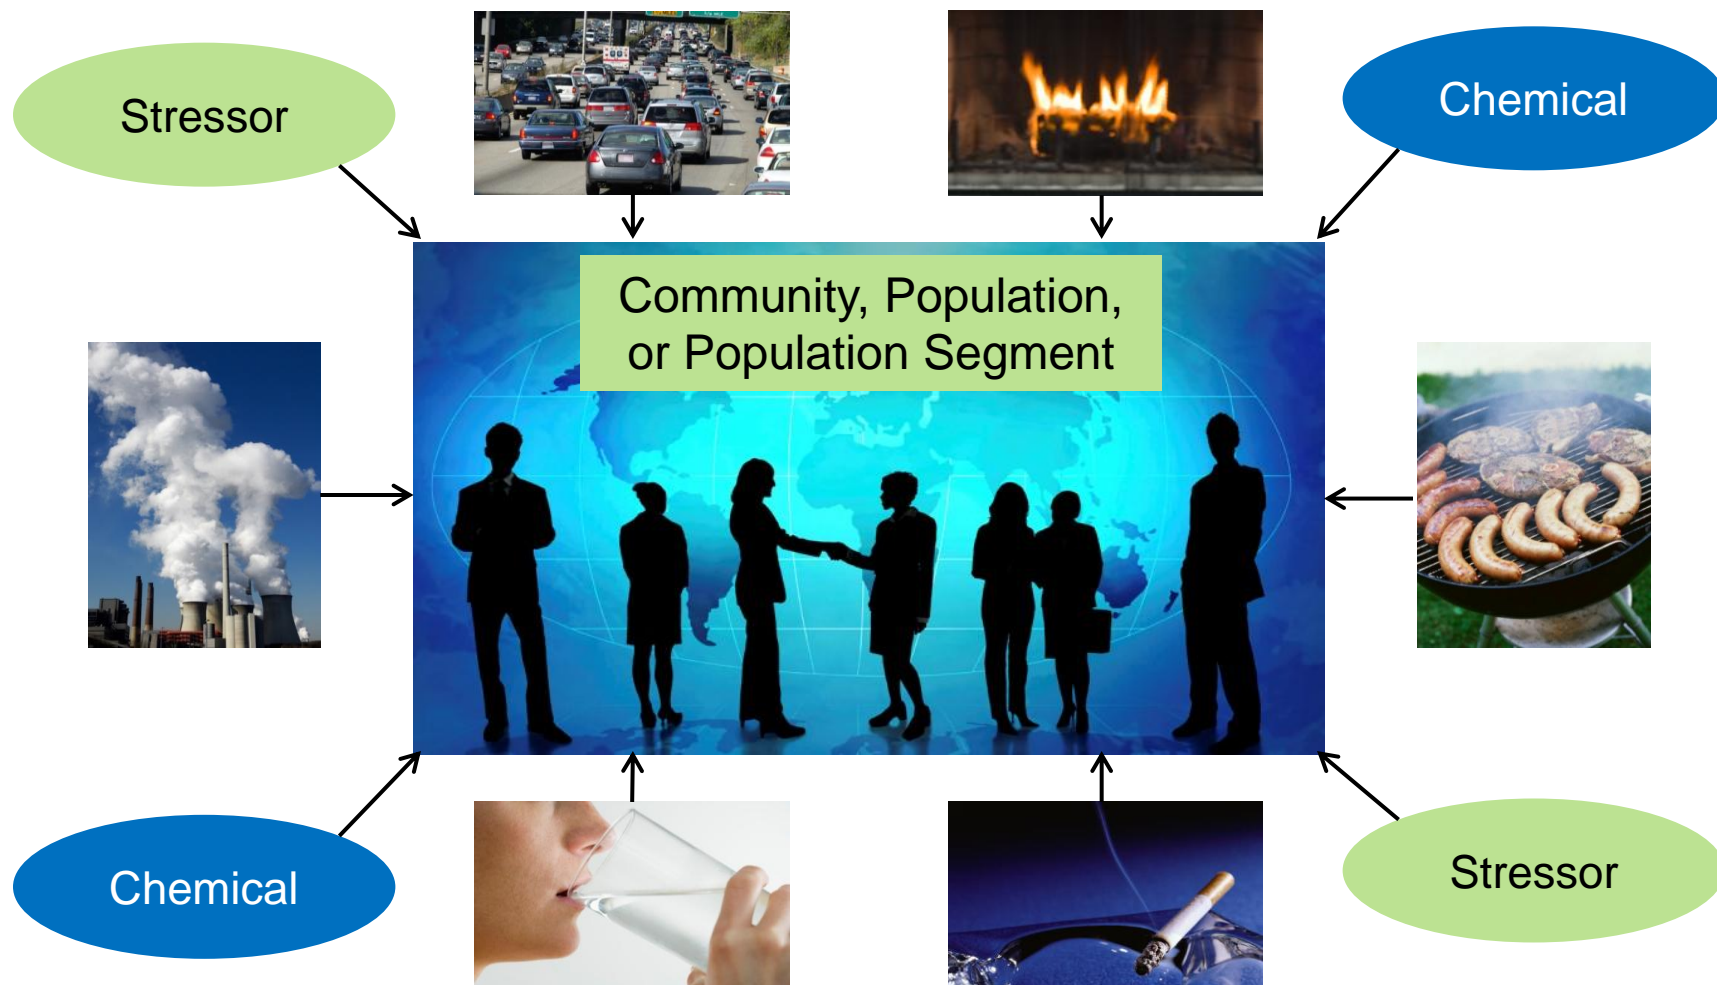 Stressor
Chemical
Community, Population,
or Population Segment
Chemical
Stressor